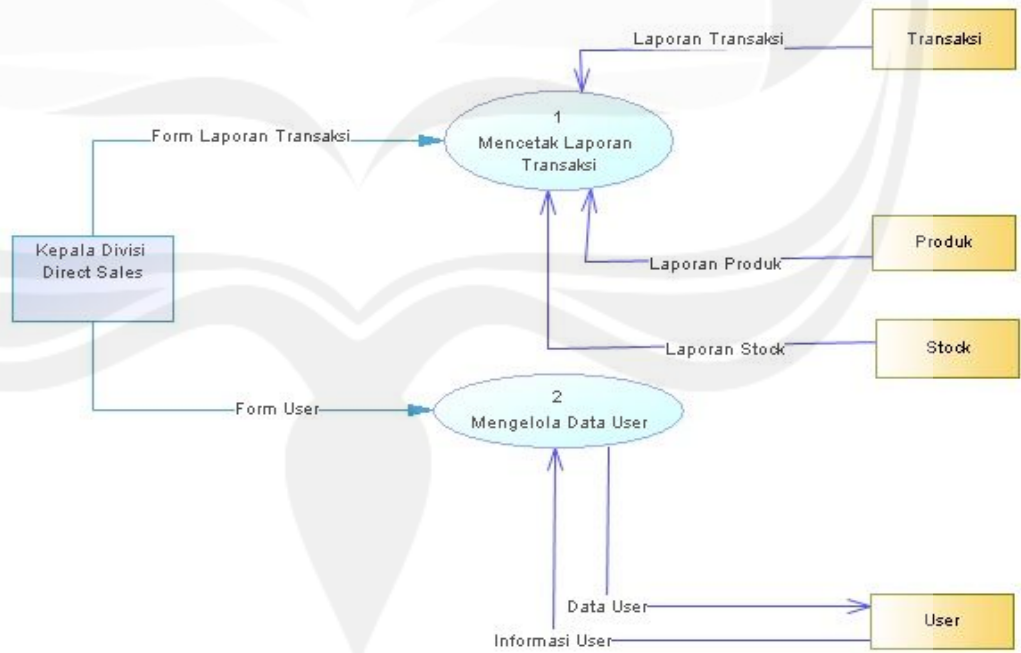 Laporan Transaksi
Transaksi
1
Mencetak Laporan
Transaksi
Form Laporan Transaksi
Kepala Divisi
Direct Sales
Produk
Laporan Produk
Laporan Stock
Stock
2
Mengelola Data User
Form User
Data User
User
Informasi User